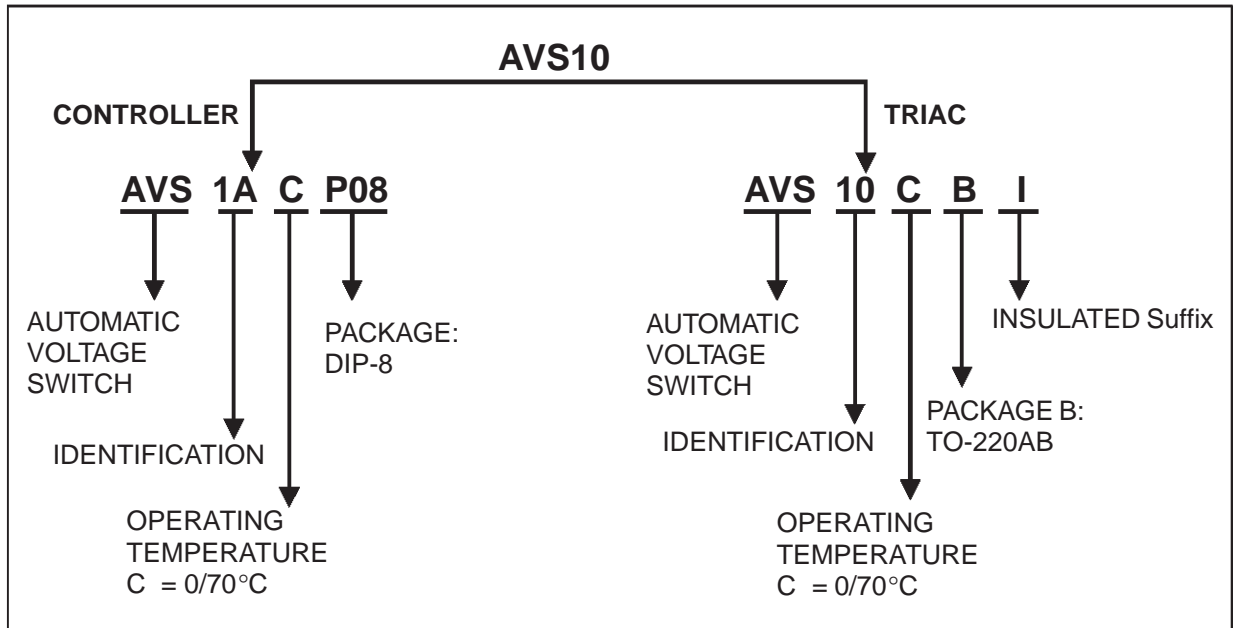 AVS10
CONTROLLER
TRIAC
AVS 1A C P08
AVS 10 C B I
AUTOMATIC
VOLTAGE
SWITCH
PACKAGE:
DIP-8
IDENTIFICATION
OPERATING
TEMPERATURE
C = 0/70°C
AUTOMATIC
VOLTAGE
SWITCH
INSULATED Suffix
PACKAGE B:
TO-220AB
IDENTIFICATION
OPERATING
TEMPERATURE
C = 0/70°C